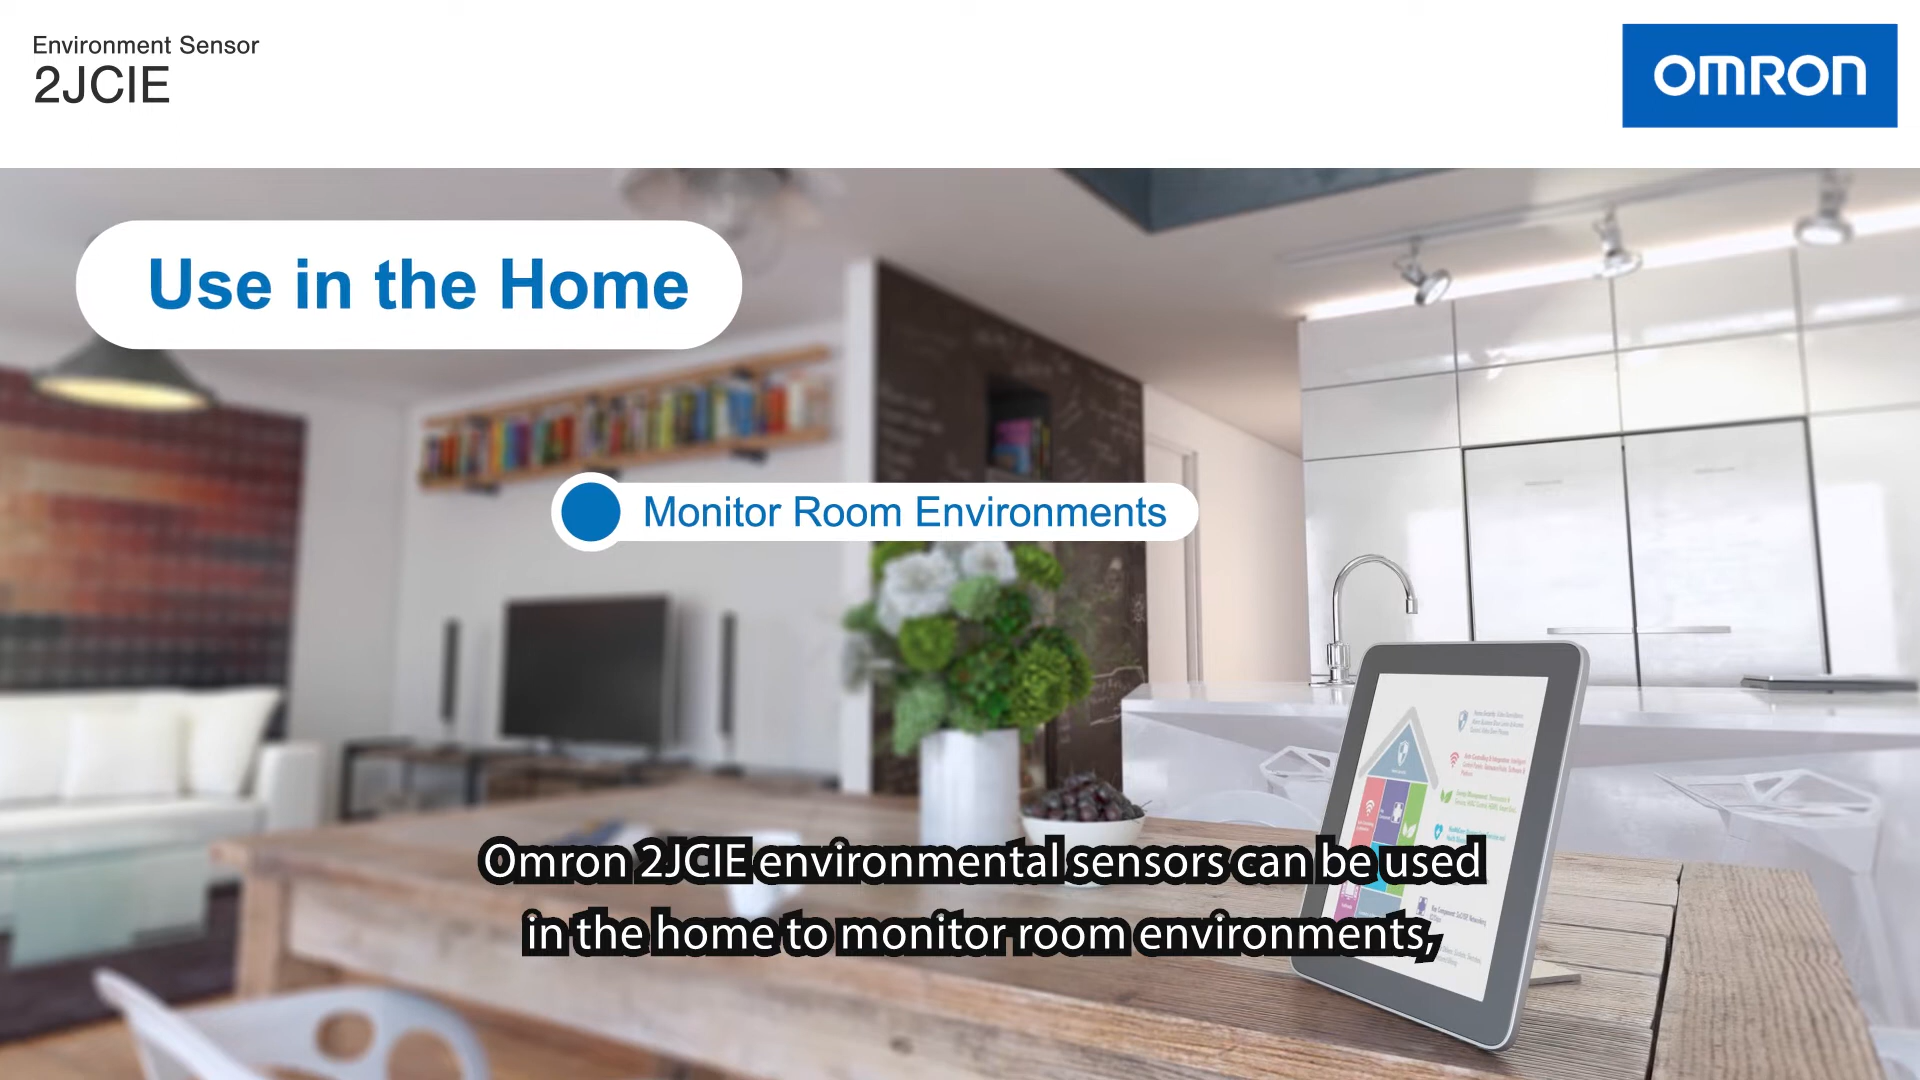 Environment Sensor
2JCIE
OMRON
Use in the Home
Monitor Room Environments
Omron 2JCIE environmental sensors can be used
in the home to monitor room environments,